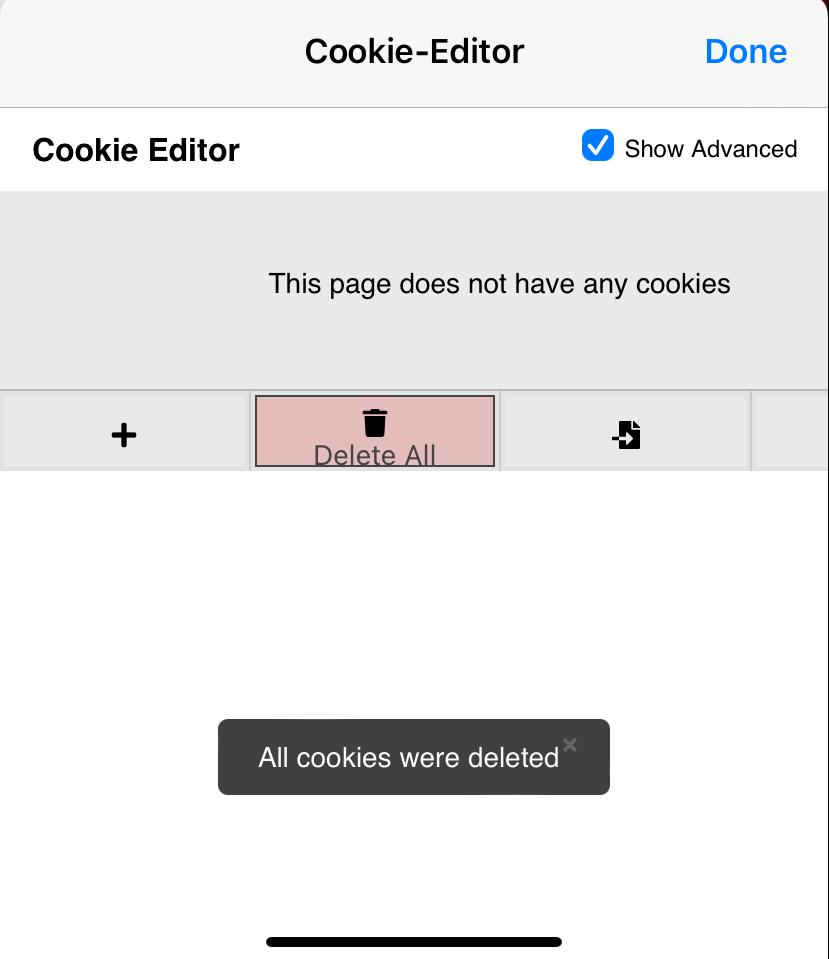 Cookie-Editor
Done
Cookie Editor
Show Advanced
This page does not have any cookies
Delete All
All cookies were deleted